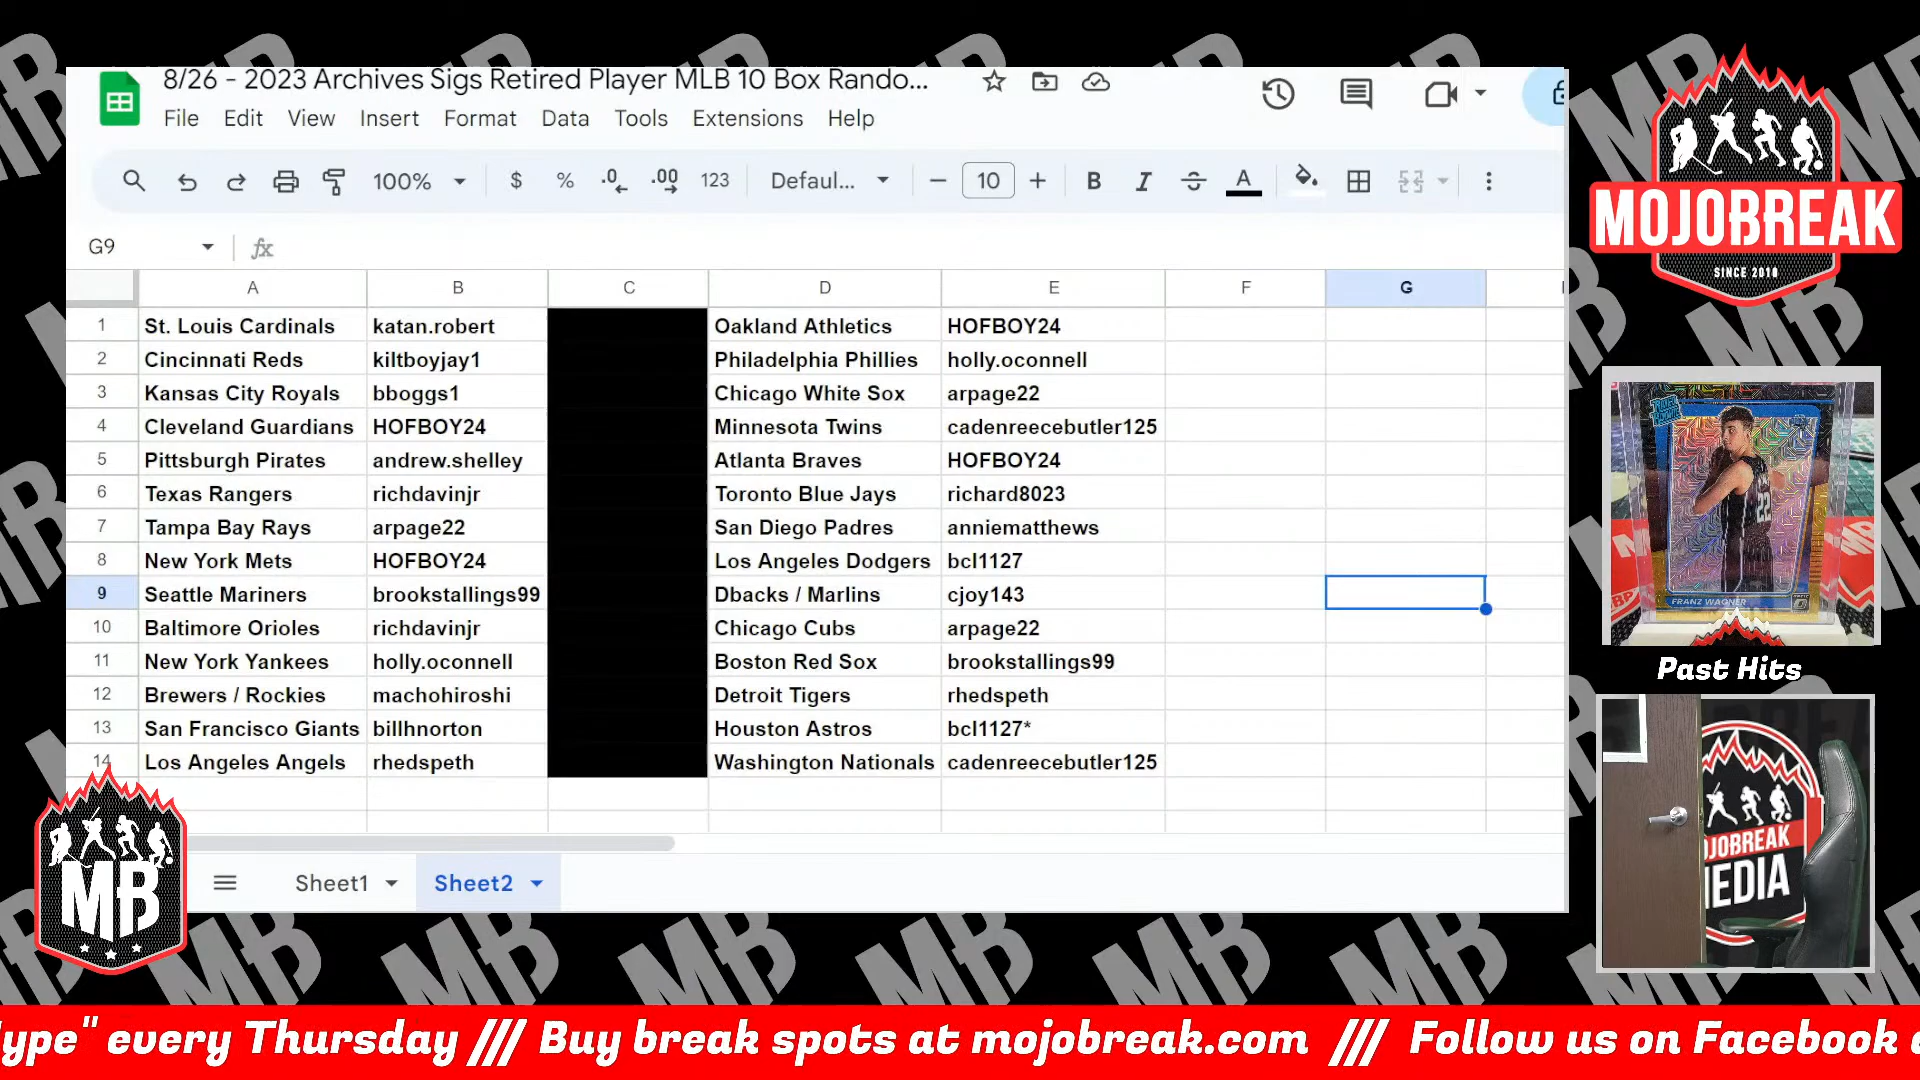 8/26 - 2023 Archives Sigs Retired Player MLB 10 Box Rando...
File Edit View Insert Format Data Tools Extensions Help
100% $ % .0 .00 123 Defaul... 10 B I A
G9 fx
A B C D E F G
1 St. Louis Cardinals katan.robert Oakland Athletics HOFBOY24
2 Cincinnati Reds kiltboyjay1 Philadelphia Phillies holly.oconnell
3 Kansas City Royals bboggs1 Chicago White Sox arpage22
4 Cleveland Guardians HOFBOY24 Minnesota Twins cadenreecebutler125
5 Pittsburgh Pirates andrew.shelley Atlanta Braves HOFBOY24
6 Texas Rangers richdavinjr Toronto Blue Jays richard8023
7 Tampa Bay Rays arpage22 San Diego Padres anniematthews
8 New York Mets HOFBOY24 Los Angeles Dodgers bcl1127
9 Seattle Mariners brookstallings99 Dbacks / Marlins cjoy143
10 Baltimore Orioles richdavinjr Chicago Cubs arpage22
11 New York Yankees holly.oconnell Boston Red Sox brookstallings99
12 Brewers / Rockies machohiroshi Detroit Tigers rhedspeth
13 San Francisco Giants billhnorton Houston Astros bcl1127*
14 Los Angeles Angels rhedspeth Washington Nationals cadenreecebutler125
Sheet1 Sheet2
MB
MOJOBREAK
SINCE 2010
FRANZ WAGNER
22
Past Hits
MOJOBREAK
MEDIA
ype" every Thursday /// Buy break spots at mojobreak.com /// Follow us on Facebook